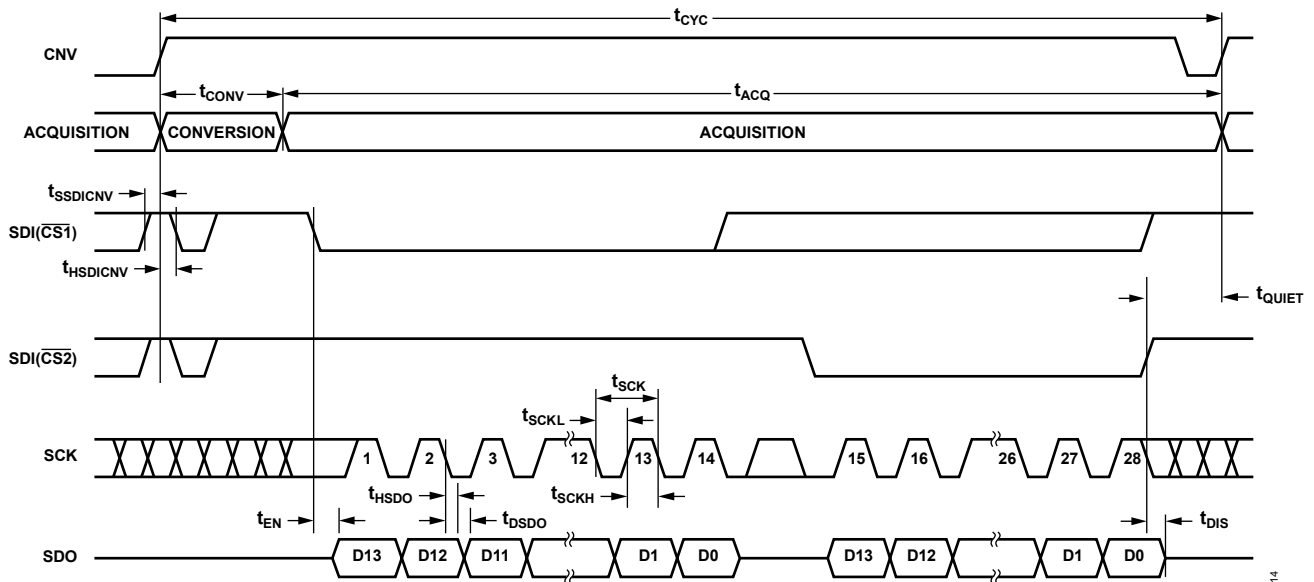 tCYC
CNV
tCONV
tACQ
ACQUISITION CONVERSION ACQUISITION
tSSDICNV
SDI(CS1)
tHSDICNV
tQUIET
SDI(CS2)
tSCK
tSCKL
SCK 1 2 3 12 13 14 15 16 26 27 28
tHSDO tSCKH
tEN tDSDO tDIS
SDO D13 D12 D11 D1 D0 D13 D12 D1 D0
14